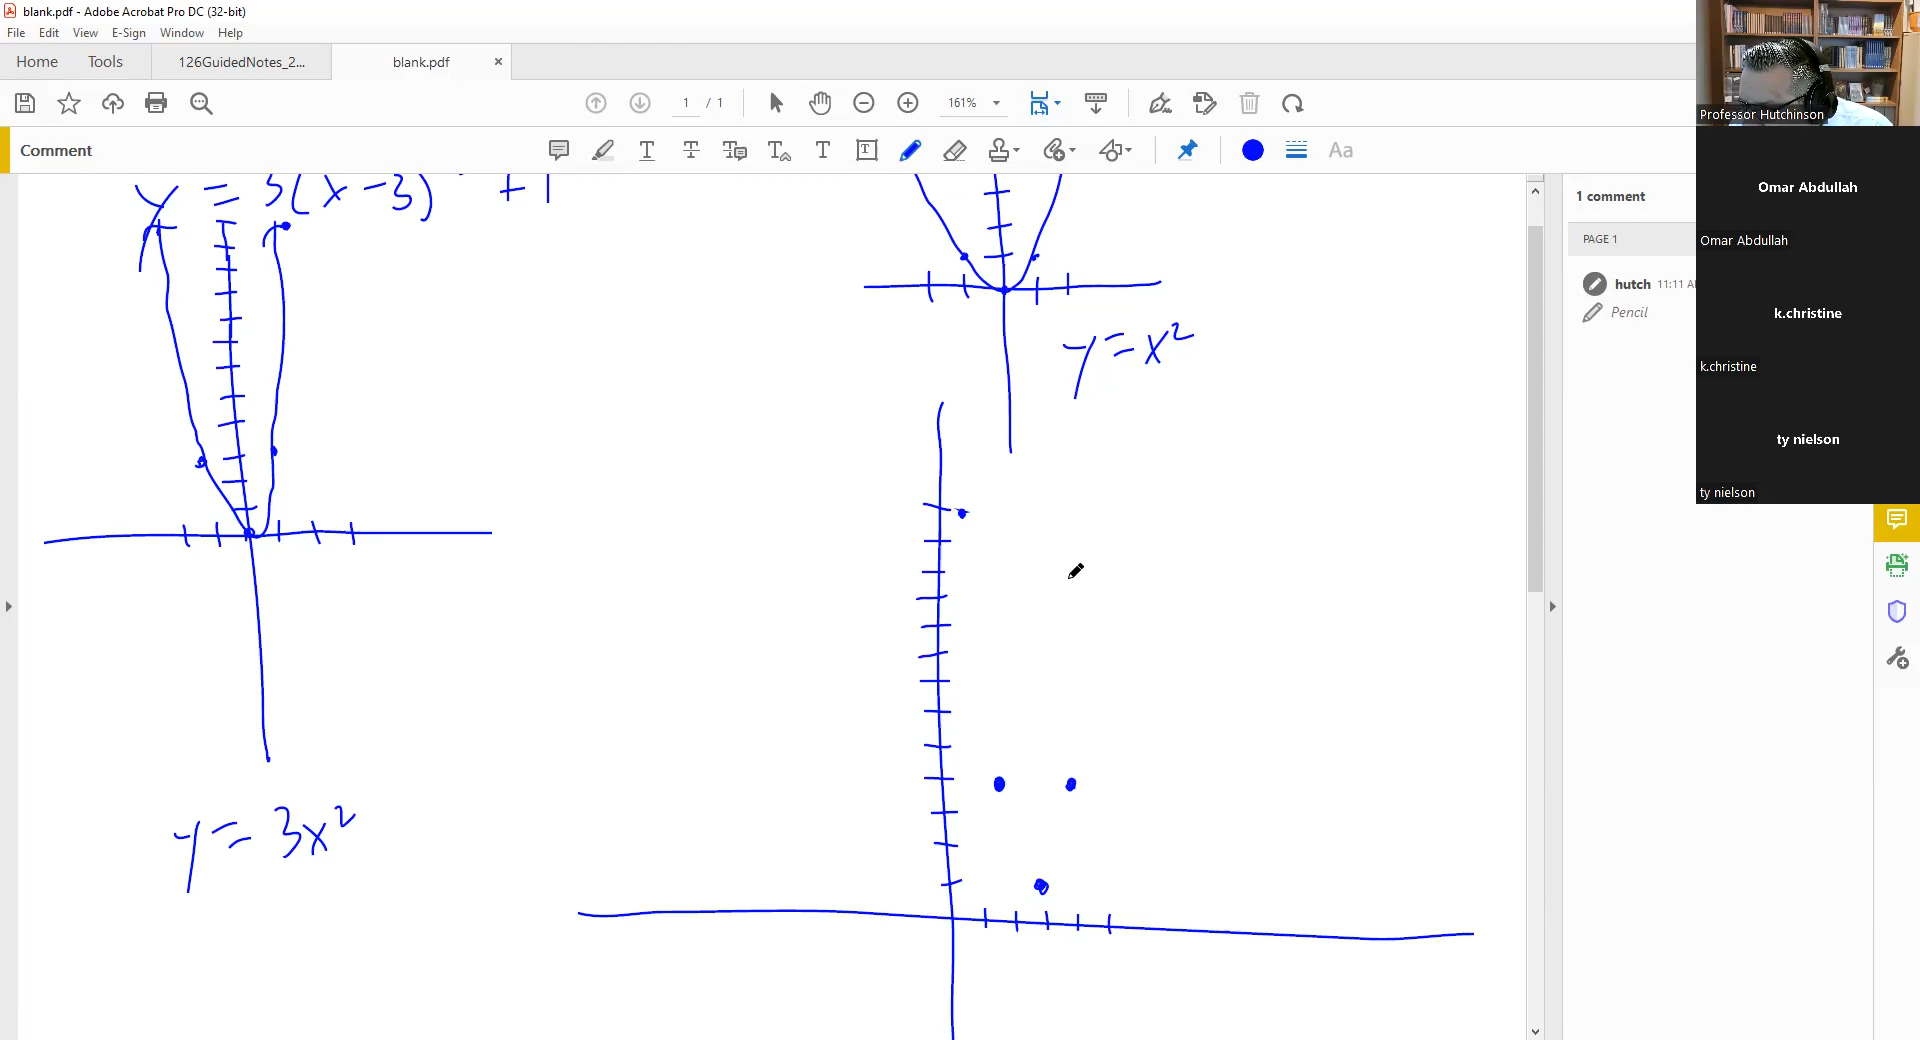 blank.pdf - Adobe Acrobat Pro DC (32-bit)
File Edit View E-Sign Window Help
Home Tools 126GuidedNotes_2... blank.pdf ×
1 / 1 161%
Comment
Aa
y = 3(x-3) + 1
y = x²
y = 3x²
1 comment
PAGE 1
hutch 11:11 A
Pencil
Professor Hutchinson
Omar Abdullah
Omar Abdullah
k.christine
k.christine
ty nielson
ty nielson